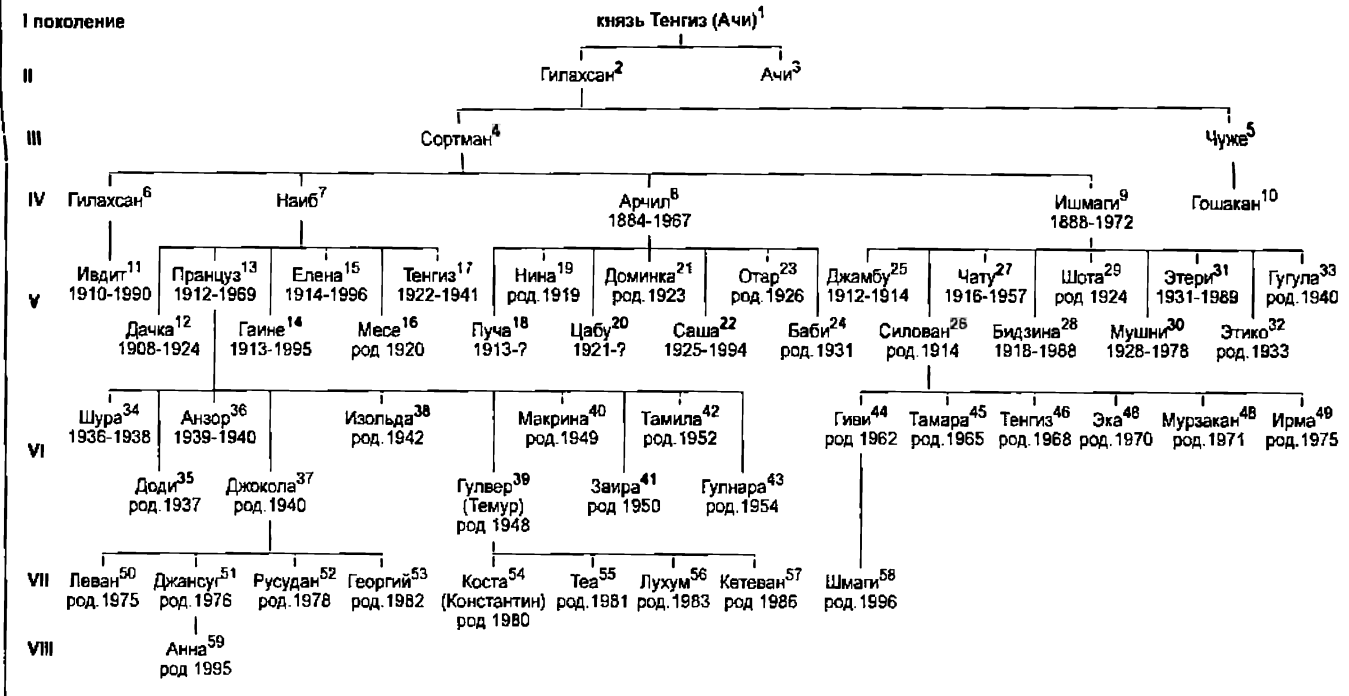 I поколение князь Тенгиз (Ачи)1
II Гилахсан2 Ачи3
III Сортман4 Чуже5
IV Гилахсан6 Наиб7 Арчил8 Ишмаги9 Гошакан10
1884-1967 1888-1972
V
Ивдит11 Пранцуз13 Елена15 Тенгиз17 Нина19 Доминка21 Отар23 Джамбу25 Чату27 Шота29 Этери31 Гугула33
1910-1990 1912-1969 1914-1996 1922-1941 род.1919 род.1923 род.1926 1912-1914 1916-1957 род 1924 1931-1989 род.1940
Дачка12 Гаине14 Месе16 Пуча18 Цабу20 Саша22 Баби24 Силован26 Бидзина28 Мушни30 Этико32
1908-1924 1913-1995 род 1920 1913-? 1921-? 1925-1994 род.1931 род.1914 1918-1988 1928-1978 род.1933
VI
Шура34 Анзор36 Изольда38 Макрина40 Тамила42 Гиви44 Тамара45 Тенгиз46 Эка48 Мурзакан48 Ирма49
1936-1938 1939-1940 род.1942 род.1949 род.1952 род 1962 род.1965 род.1968 род.1970 род.1971 род.1975
Доди35 Джокола37 Гулвер39 Заира41 Гулнара43
род.1937 род.1940 (Темур) род 1950 род.1954
род 1948
VII Леван50 Джансуг51 Русудан52 Георгий53 Коста54 Теа55 Лухум56 Кетеван57 Шмаги58
род.1975 род.1976 род.1978 род.1982 (Константин) род.1981 род.1983 род 1986 род.1996
род 1980
VIII Анна59
род 1995